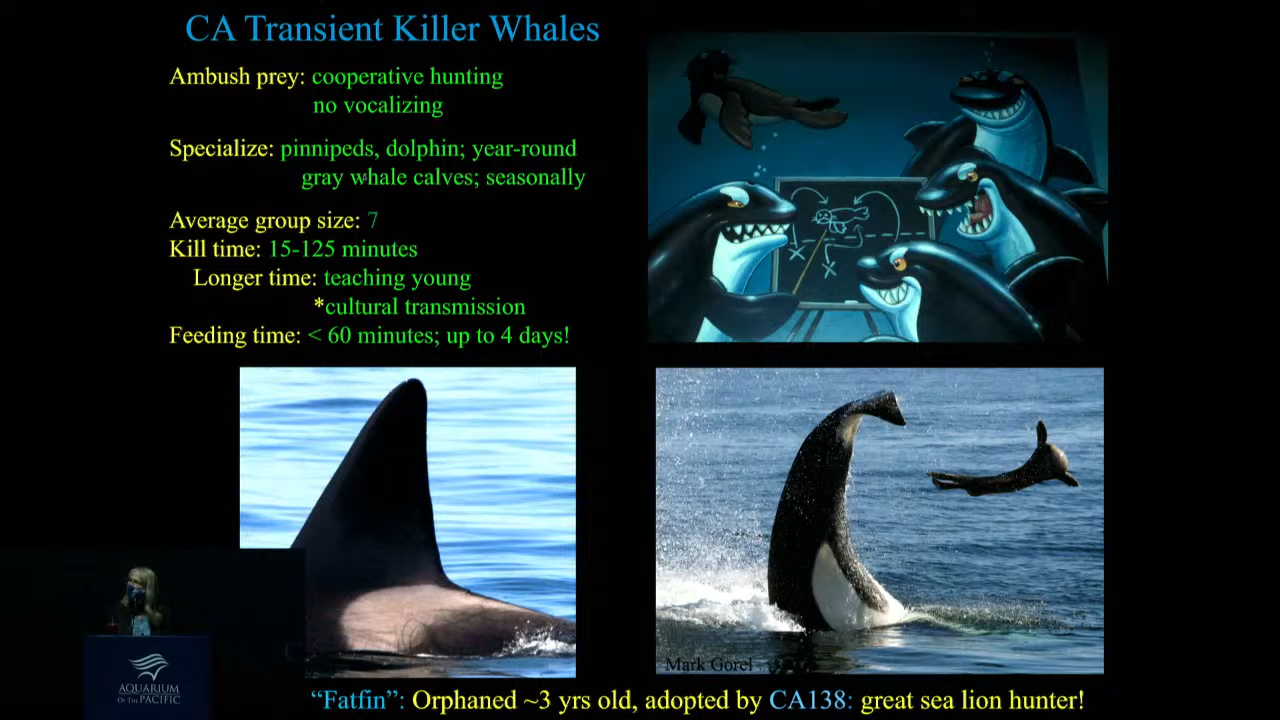 CA Transient Killer Whales
Ambush prey: cooperative hunting
no vocalizing
Specialize: pinnipeds, dolphin; year-round
gray whale calves; seasonally
Average group size: 7
Kill time: 15-125 minutes
Longer time: teaching young
*cultural transmission
Feeding time: < 60 minutes; up to 4 days!
X
X
Mark Gorel
AQUARIUM
OF THE PACIFIC
“Fatfin”: Orphaned ~3 yrs old, adopted by CA138: great sea lion hunter!